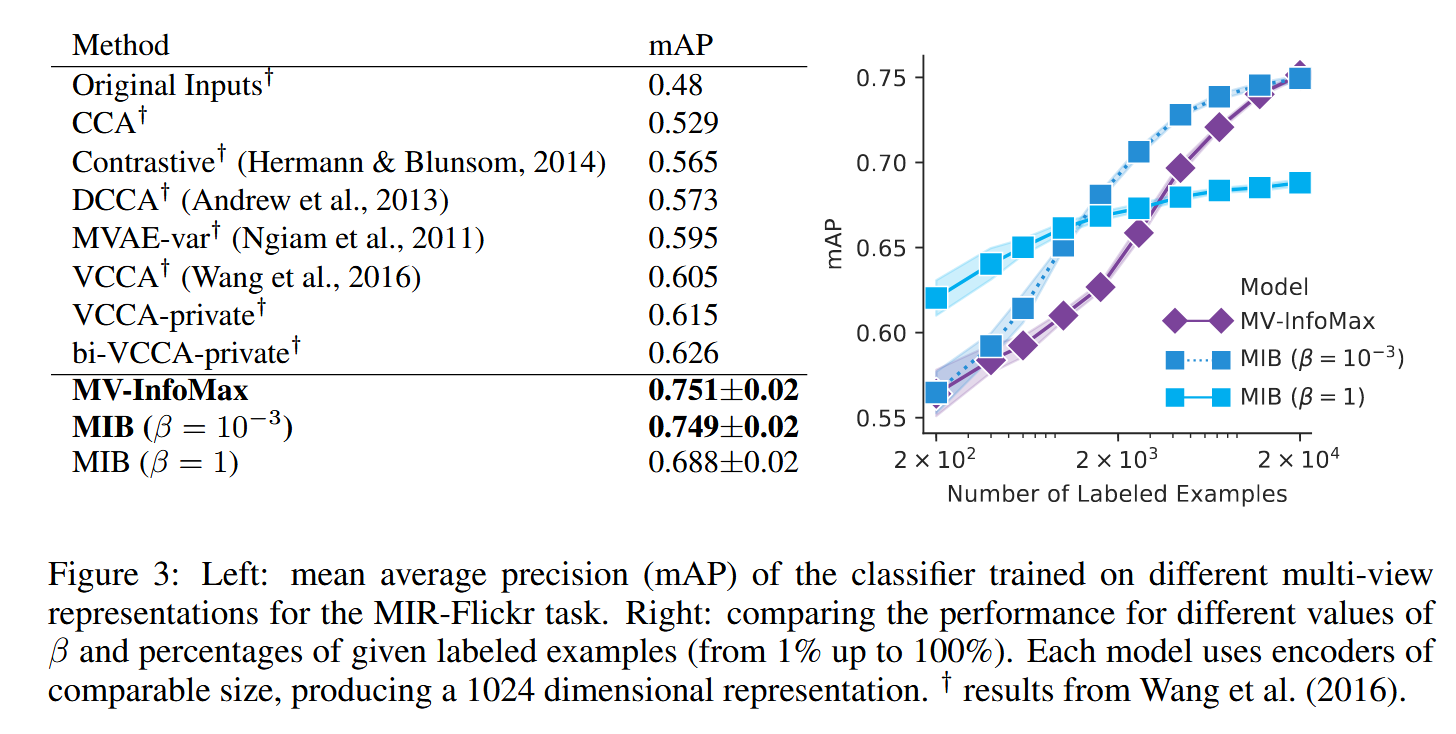 Method mAP
Original Inputs† 0.48
CCA† 0.529
Contrastive† (Hermann & Blunsom, 2014) 0.565
DCCA† (Andrew et al., 2013) 0.573
MVAE-var† (Ngiam et al., 2011) 0.595
VCCA† (Wang et al., 2016) 0.605
VCCA-private† 0.615
bi-VCCA-private† 0.626
MV-InfoMax 0.751±0.02
MIB (β = 10⁻³) 0.749±0.02
MIB (β = 1) 0.688±0.02
0.75
0.70
0.65
0.60
0.55
mAP
2 × 10² 2 × 10³ 2 × 10⁴
Number of Labeled Examples
Model
MV-InfoMax
MIB (β = 10⁻³)
MIB (β = 1)
Figure 3: Left: mean average precision (mAP) of the classifier trained on different multi-view
representations for the MIR-Flickr task. Right: comparing the performance for different values of
β and percentages of given labeled examples (from 1% up to 100%). Each model uses encoders of
comparable size, producing a 1024 dimensional representation. † results from Wang et al. (2016).